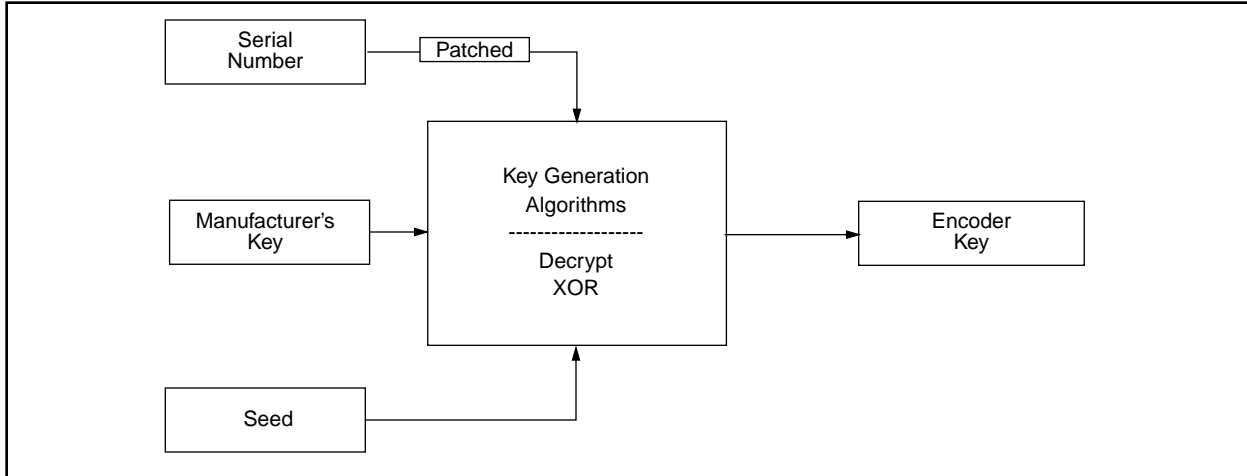 Serial
Number
Patched
Key Generation
Algorithms
Manufacturer's
Key
Encoder
Key
Decrypt
XOR
Seed